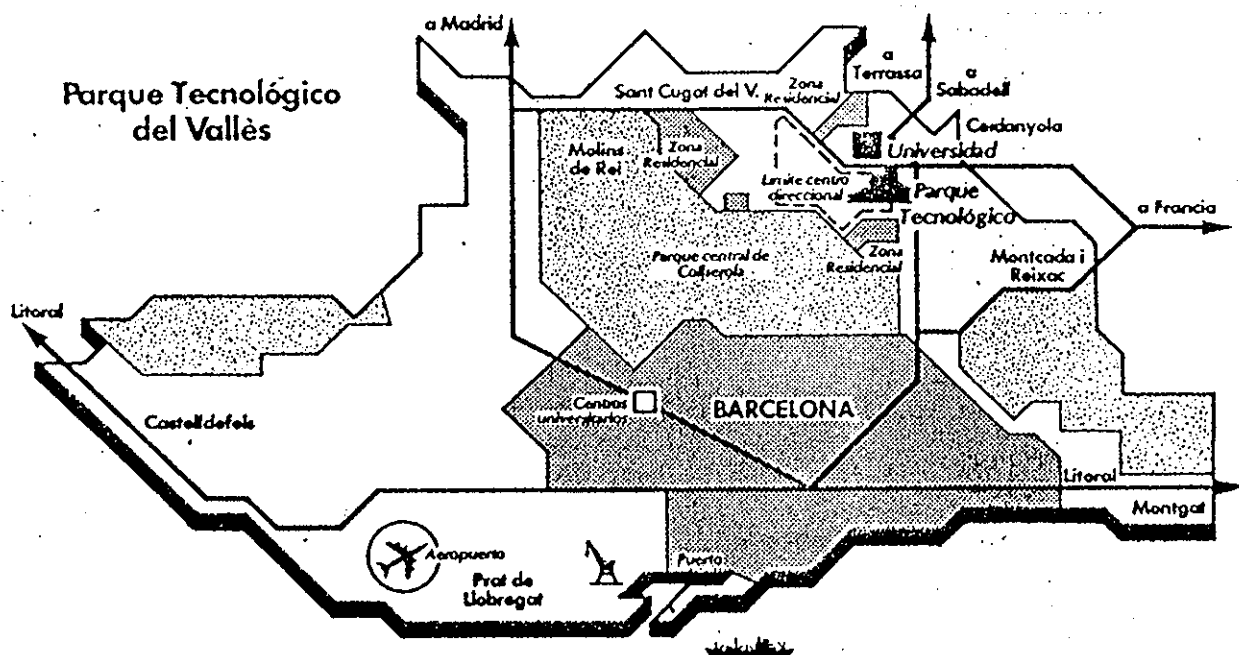 a Madrid
Parque Tecnológico
del Vallès
a
Terrassa
a
Sabadell
Sant Cugat del V.
Zona
Residencial
Cerdanyola
Universidad
Molins
de Rei
Zona
Residencial
Limite centro
direccional
Parque
Tecnológico
a Francia
Parque central de
Collserola
Zona
Residencial
Montcada i
Reixac
Litoral
Castelldefels
Centros
universitarios
BARCELONA
Litoral
Montgat
Aeropuerto
Prat de
Llobregat
Puerto